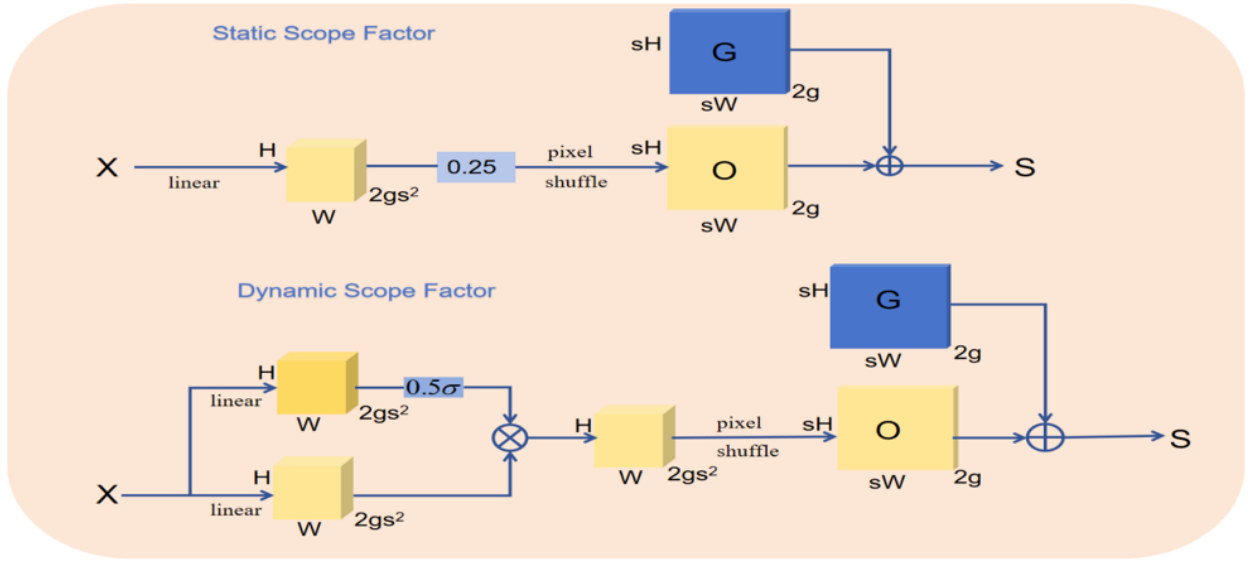 Static Scope Factor
sH
G
sW
2g
X
linear
H
W
2gs²
0.25
pixel
shuffle
sH
O
sW
2g
S
Dynamic Scope Factor
sH
G
sW
2g
X
linear
H
W
2gs²
0.5σ
linear
H
W
2gs²
H
W
2gs²
pixel
shuffle
sH
O
sW
2g
S